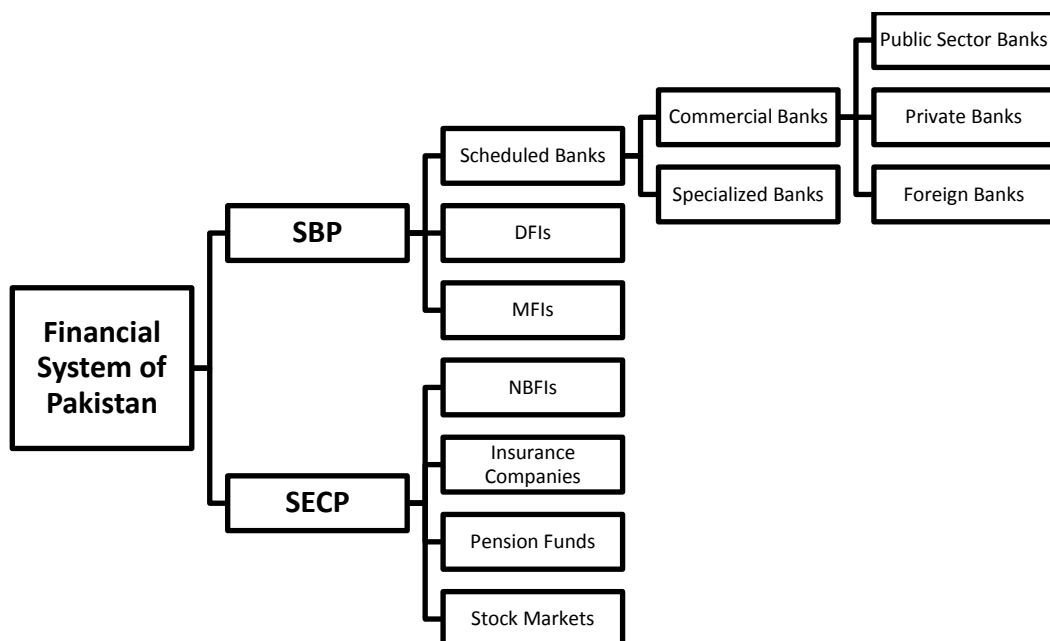 Public Sector Banks
Commercial Banks
Private Banks
Scheduled Banks
Specialized Banks
Foreign Banks
SBP
DFIs
MFIs
Financial
System of
Pakistan
NBFIs
Insurance
Companies
SECP
Pension Funds
Stock Markets